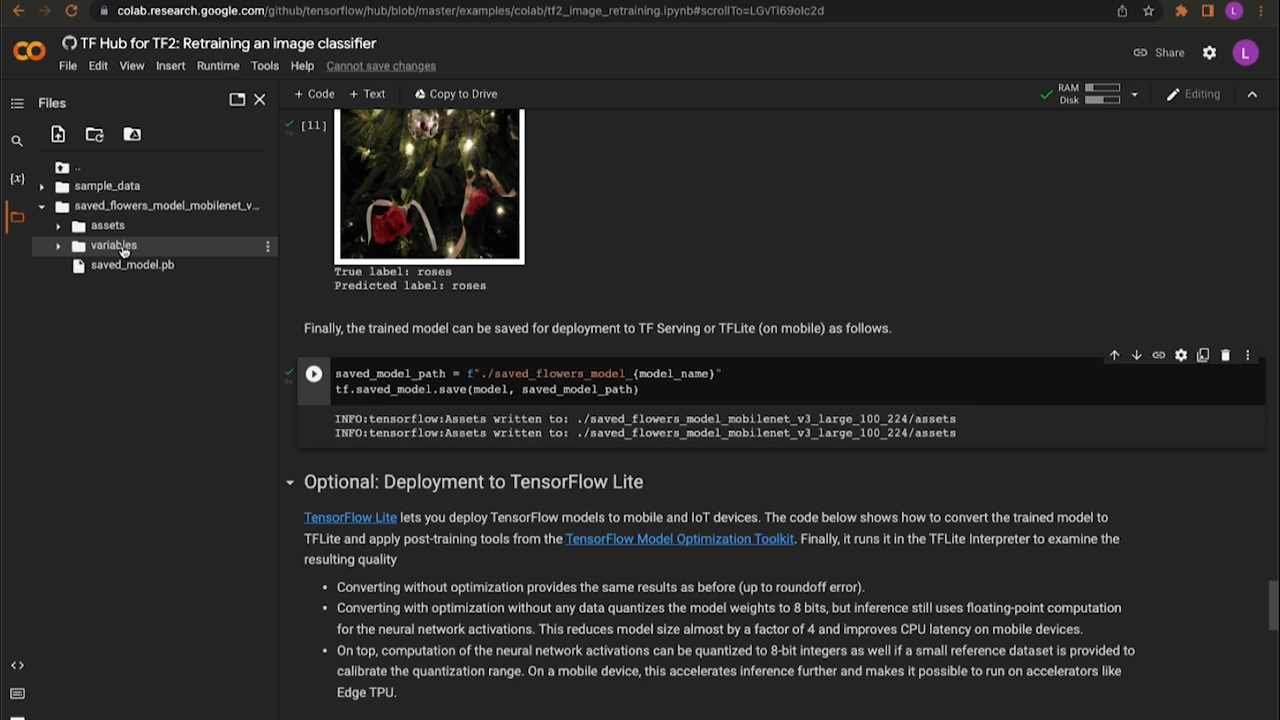 colab.research.google.com/github/tensorflow/hub/blob/master/examples/colab/tf2_image_retraining.ipynb#scrollTo=LGvTi69oIc2d
L
TF Hub for TF2: Retraining an image classifier
File Edit View Insert Runtime Tools Help Cannot save changes
Share
L
Files
+ Code + Text Copy to Drive
RAM
Disk
Editing
..
sample_data
saved_flowers_model_mobilenet_v...
assets
variables
saved_model.pb
[11]
1s
True label: roses
Predicted label: roses
Finally, the trained model can be saved for deployment to TF Serving or TFLite (on mobile) as follows.
saved_model_path = f"./saved_flowers_model_{model_name}"
tf.saved_model.save(model, saved_model_path)
INFO:tensorflow:Assets written to: ./saved_flowers_model_mobilenet_v3_large_100_224/assets
INFO:tensorflow:Assets written to: ./saved_flowers_model_mobilenet_v3_large_100_224/assets
Optional: Deployment to TensorFlow Lite
TensorFlow Lite lets you deploy TensorFlow models to mobile and IoT devices. The code below shows how to convert the trained model to
TFLite and apply post-training tools from the TensorFlow Model Optimization Toolkit. Finally, it runs it in the TFLite Interpreter to examine the
resulting quality
• Converting without optimization provides the same results as before (up to roundoff error).
• Converting with optimization without any data quantizes the model weights to 8 bits, but inference still uses floating-point computation
for the neural network activations. This reduces model size almost by a factor of 4 and improves CPU latency on mobile devices.
• On top, computation of the neural network activations can be quantized to 8-bit integers as well if a small reference dataset is provided to
calibrate the quantization range. On a mobile device, this accelerates inference further and makes it possible to run on accelerators like
Edge TPU.